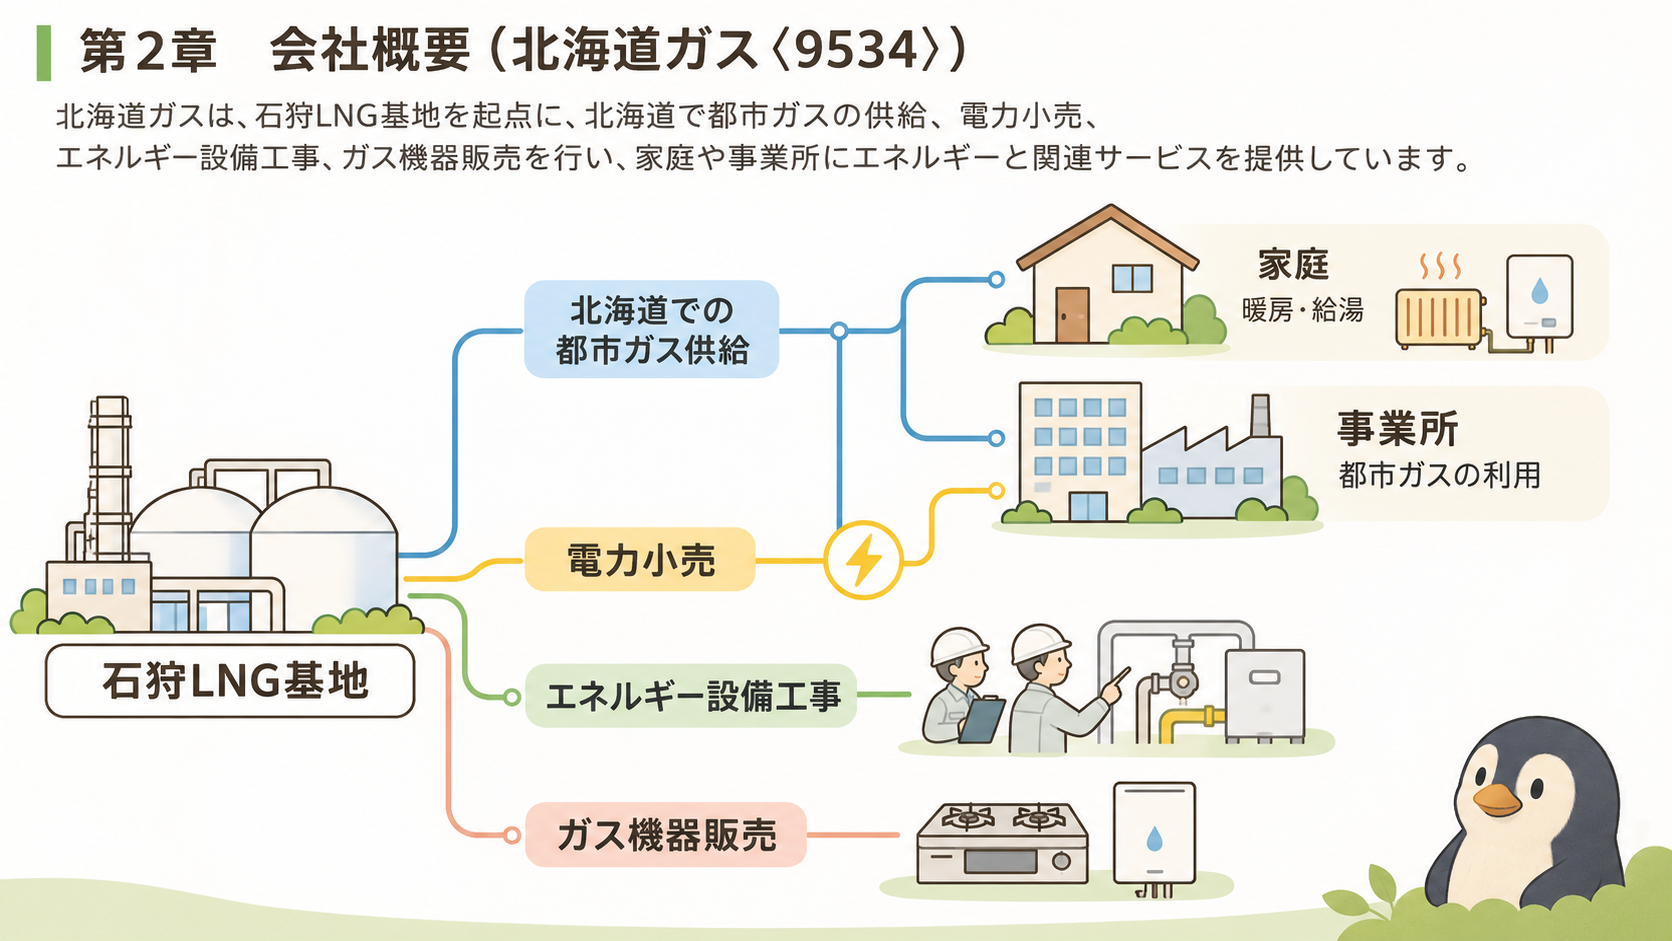 第2章　会社概要（北海道ガス〈9534〉）
北海道ガスは、石狩LNG基地を起点に、北海道で都市ガスの供給、電力小売、
エネルギー設備工事、ガス機器販売を行い、家庭や事業所にエネルギーと関連サービスを提供しています。
北海道での
都市ガス供給
家庭
暖房・給湯
事業所
都市ガスの利用
電力小売
石狩LNG基地
エネルギー設備工事
ガス機器販売